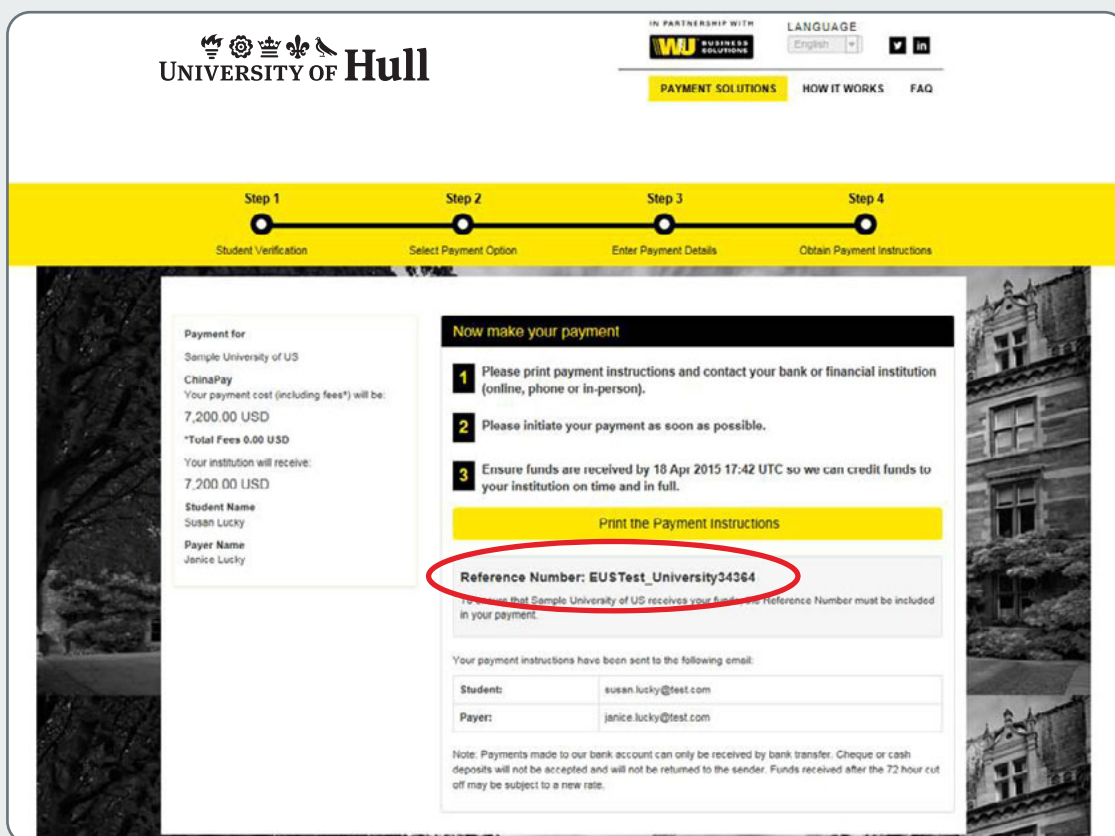 UNIVERSITY OF Hull
IN PARTNERSHIP WITH
WU BUSINESS
SOLUTIONS
LANGUAGE
English
in
PAYMENT SOLUTIONS HOW IT WORKS FAQ
Step 1 Step 2 Step 3 Step 4
Student Verification Select Payment Option Enter Payment Details Obtain Payment Instructions
Payment for
Sample University of US
ChinaPay
Your payment cost (including fees*) will be:
7,200.00 USD
*Total Fees 0.00 USD
Your institution will receive:
7,200.00 USD
Student Name
Susan Lucky
Payer Name
Janice Lucky
Now make your payment
1 Please print payment instructions and contact your bank or financial institution
(online, phone or in-person).
2 Please initiate your payment as soon as possible.
3 Ensure funds are received by 18 Apr 2015 17:42 UTC so we can credit funds to
your institution on time and in full.
Print the Payment Instructions
Reference Number: EUSTest_University34364
To ensure that Sample University of US receives your funds the Reference Number must be included
in your payment.
Your payment instructions have been sent to the following email:
Student: susan.lucky@test.com
Payer: janice.lucky@test.com
Note: Payments made to our bank account can only be received by bank transfer. Cheque or cash
deposits will not be accepted and will not be returned to the sender. Funds received after the 72 hour cut
off may be subject to a new rate.